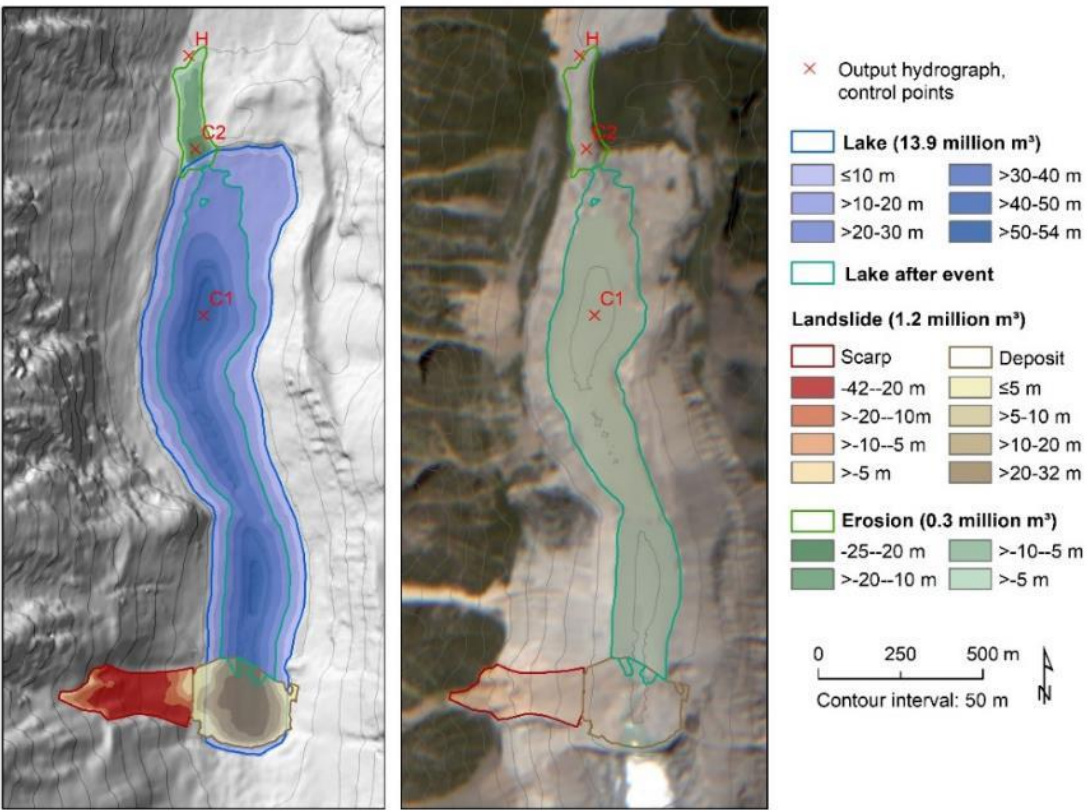 H
C2
C1
H
C2
C1
Output hydrograph,
control points
Lake (13.9 million m³)
≤10 m
>30-40 m
>10-20 m
>40-50 m
>20-30 m
>50-54 m
Lake after event
Landslide (1.2 million m³)
Scarp
Deposit
-42--20 m
≤5 m
>-20--10m
>5-10 m
>-10--5 m
>10-20 m
>-5 m
>20-32 m
Erosion (0.3 million m³)
-25--20 m
>-10--5 m
>-20--10 m
>-5 m
0 250 500 m
Contour interval: 50 m
N